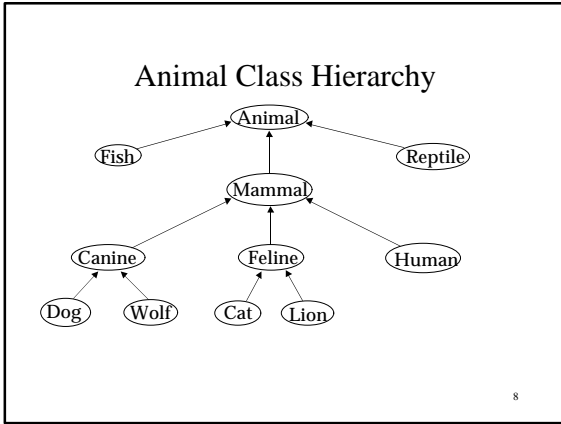 Animal Class Hierarchy
Animal
Fish Reptile
Mammal
Canine Feline Human
Dog Wolf Cat Lion
8